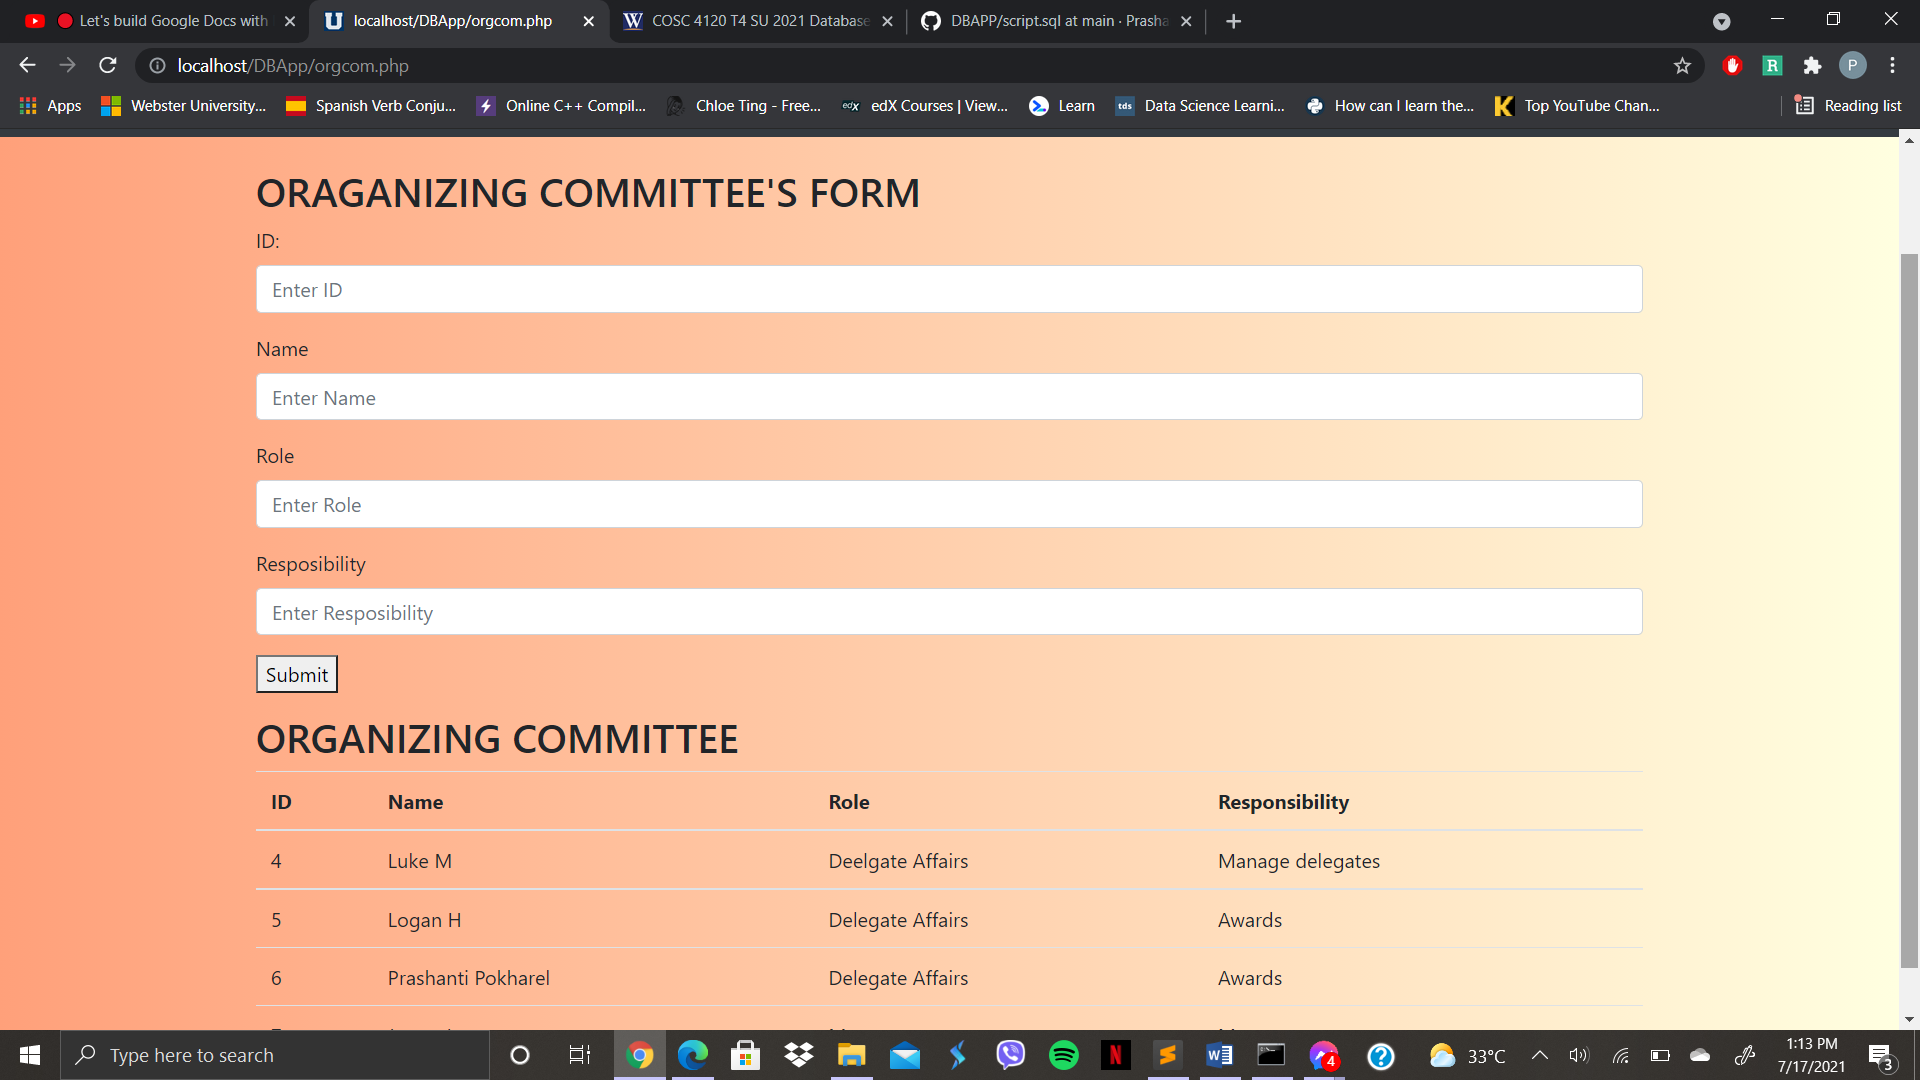 Let's build Google Docs with
localhost/DBApp/orgcom.php
COSC 4120 T4 SU 2021 Database
DBAPP/script.sql at main · Prasha
localhost/DBApp/orgcom.php
P
Apps
Webster University...
Spanish Verb Conju...
Online C++ Compil...
Chloe Ting - Free...
edX Courses | View...
Learn
Data Science Learni...
How can I learn the...
Top YouTube Chan...
Reading list
ORAGANIZING COMMITTEE'S FORM
ID:
Enter ID
Name
Enter Name
Role
Enter Role
Resposibility
Enter Resposibility
Submit
ORGANIZING COMMITTEE
ID Name Role Responsibility
4 Luke M Deelgate Affairs Manage delegates
5 Logan H Delegate Affairs Awards
6 Prashanti Pokharel Delegate Affairs Awards
Type here to search
4
33°C
1:13 PM
7/17/2021
3